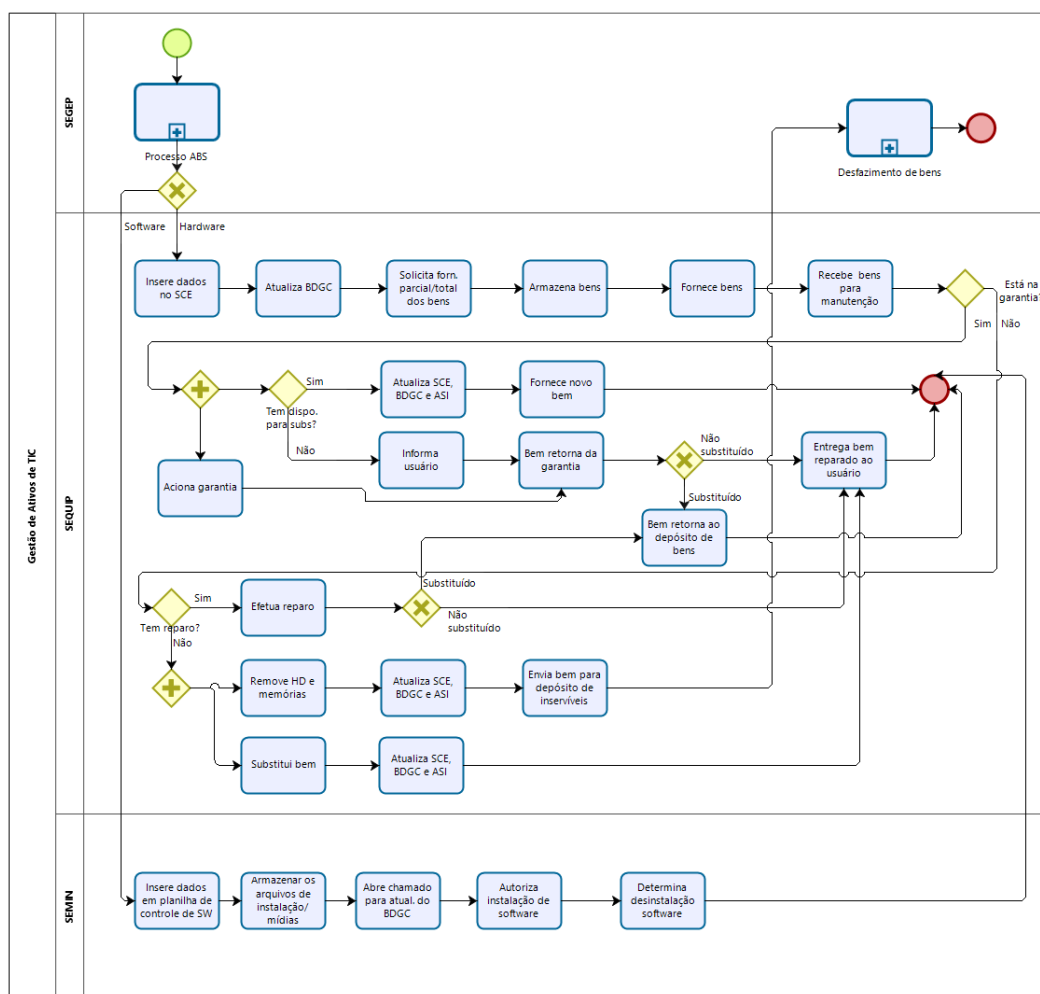 Gestão de Ativos de TIC
SEGEP
Processo ABS
Desfazimento de bens
Software
Hardware
SEQUIP
Insere dados
no SCE
Atualiza BDGC
Solicita forn.
parcial/total
dos bens
Armazena bens
Fornece bens
Recebe bens
para
manutenção
Está na
garantia?
Sim
Não
Tem dispo.
para subs?
Sim
Atualiza SCE,
BDGC e ASI
Fornece novo
bem
Não
Informa
usuário
Bem retorna da
garantia
Não
substituído
Entrega bem
reparado ao
usuário
Aciona garantia
Substituído
Bem retorna ao
depósito de
bens
Tem reparo?
Sim
Efetua reparo
Substituído
Não
substituído
Não
Remove HD e
memórias
Atualiza SCE,
BDGC e ASI
Envia bem para
depósito de
inservíveis
Substitui bem
Atualiza SCE,
BDGC e ASI
SEMIN
Insere dados
em planilha de
controle de SW
Armazenar os
arquivos de
instalação/
mídias
Abre chamado
para atual. do
BDGC
Autoriza
instalação de
software
Determina
desinstalação
software